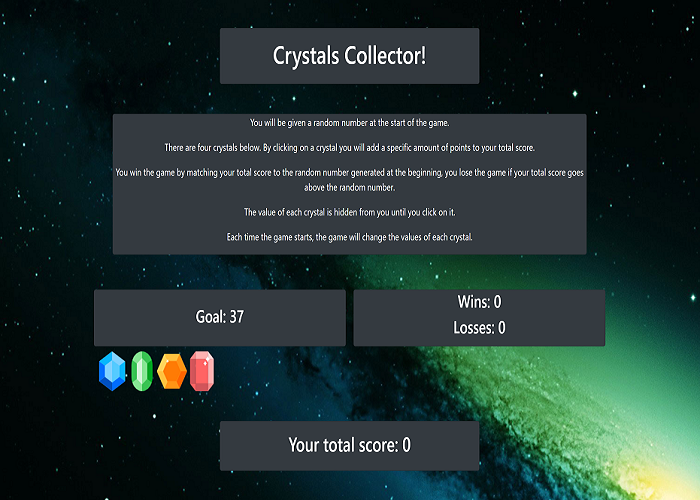 Crystals Collector!
You will be given a random number at the start of the game.
There are four crystals below. By clicking on a crystal you will add a specific amount of points to your total score.
You win the game by matching your total score to the random number generated at the beginning, you lose the game if your total score goes
above the random number.
The value of each crystal is hidden from you until you click on it.
Each time the game starts, the game will change the values of each crystal.
Goal: 37
Wins: 0
Losses: 0
Your total score: 0